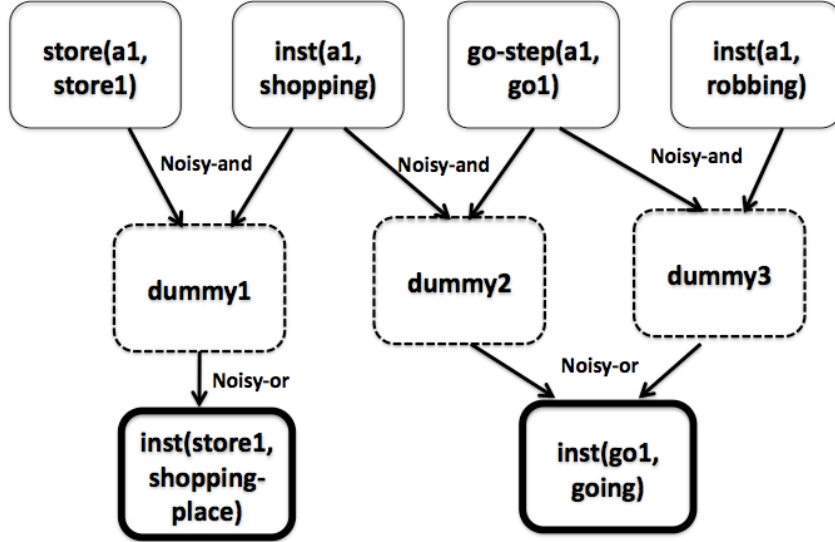 store(a1,
store1)
inst(a1,
shopping)
go-step(a1,
go1)
inst(a1,
robbing)
Noisy-and
Noisy-and
Noisy-and
dummy1
dummy2
dummy3
Noisy-or
Noisy-or
inst(store1,
shopping-
place)
inst(go1,
going)